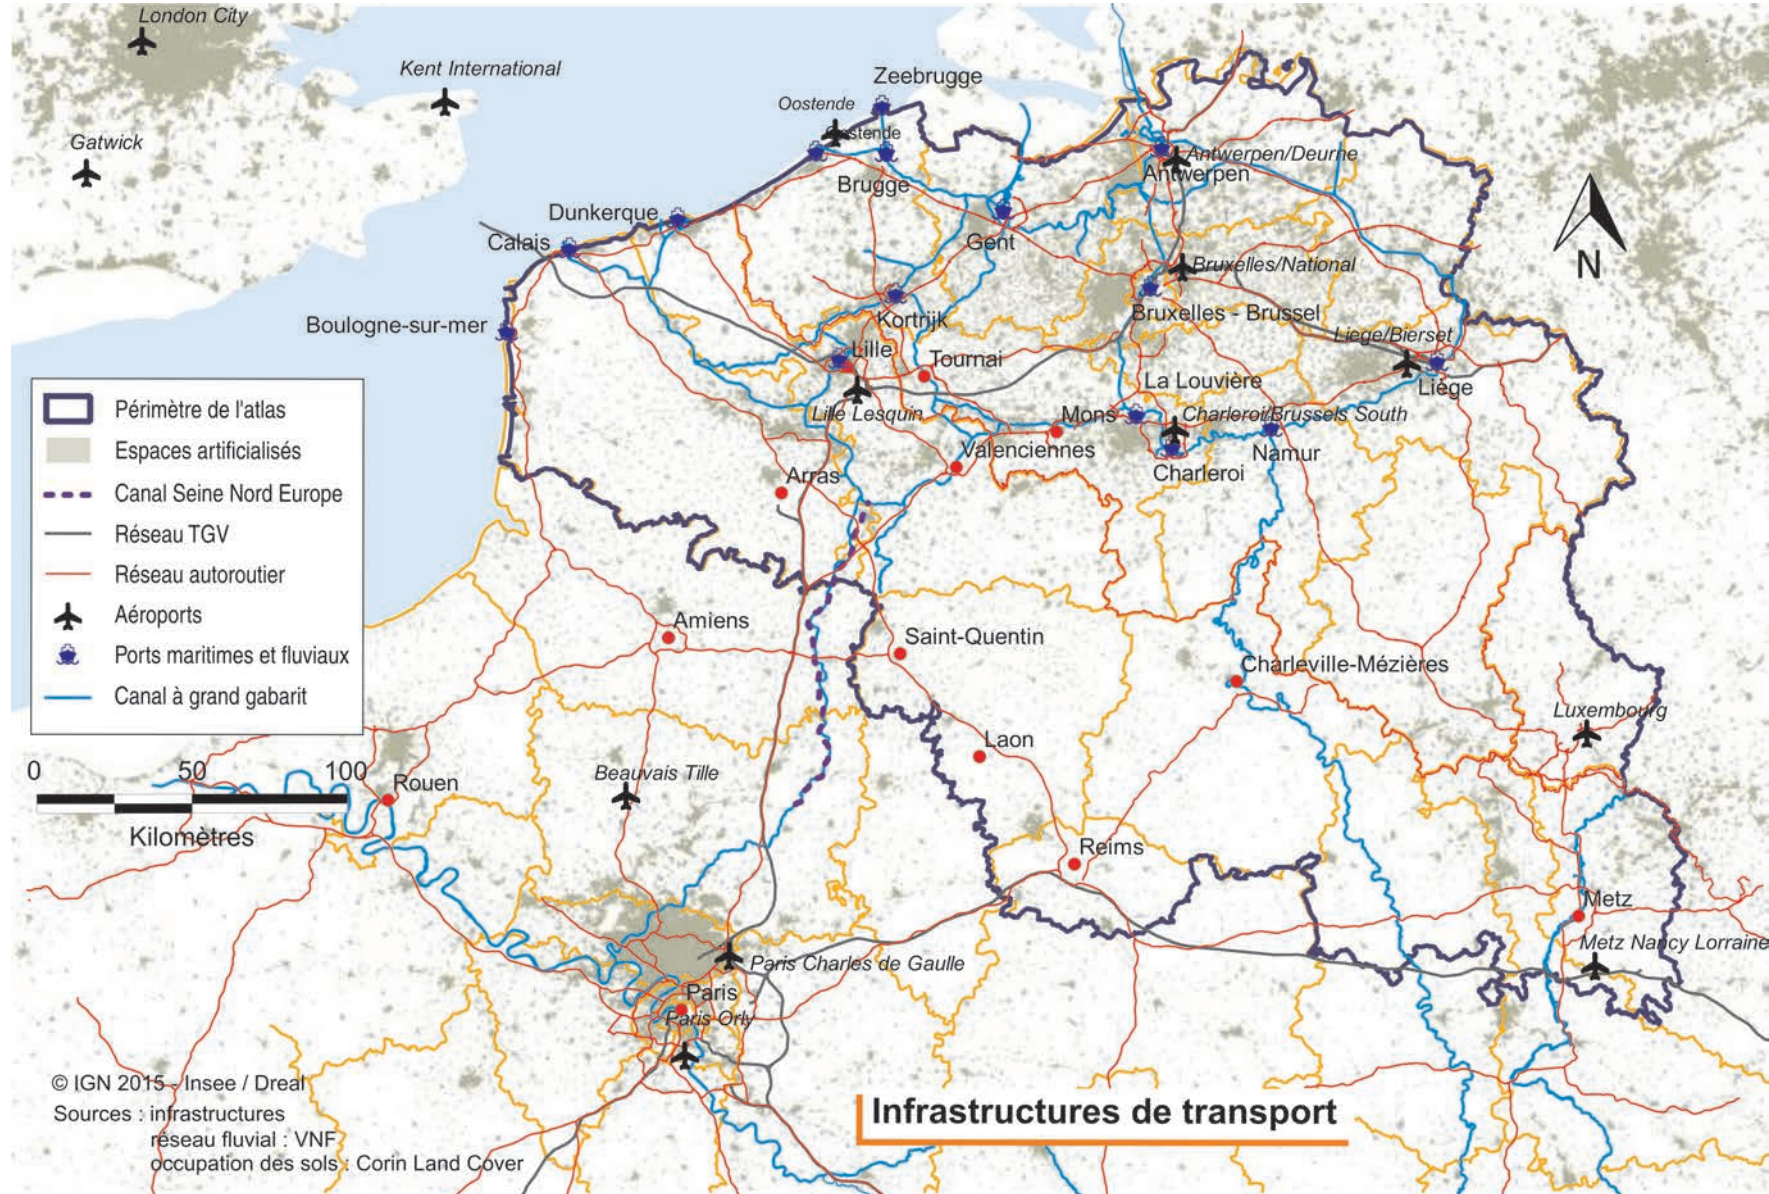 London City
Kent International
Gatwick
Zeebrugge
Oostende
Oostende
Brugge
Antwerpen/Deurne
Antwerpen
Dunkerque
Calais
Gent
N
Bruxelles/National
Boulogne-sur-mer
Kortrijk
Bruxelles - Brussel
Liege/Bierset
Lille
Tournai
La Louvière
Liège
Lille Lesquin
Mons
Charleroi/Brussels South
Valenciennes
Charleroi
Namur
Arras
Périmètre de l'atlas
Espaces artificialisés
Canal Seine Nord Europe
Réseau TGV
Réseau autoroutier
Aéroports
Ports maritimes et fluviaux
Canal à grand gabarit
Amiens
Saint-Quentin
Charleville-Mézières
Luxembourg
Laon
0 50 100
Kilomètres
Beauvais Tille
Rouen
Reims
Metz
Metz Nancy Lorraine
Paris Charles de Gaulle
Paris
Paris Orly
© IGN 2015 - Insee / Dreal
Sources : infrastructures
réseau fluvial : VNF
occupation des sols : Corin Land Cover
Infrastructures de transport